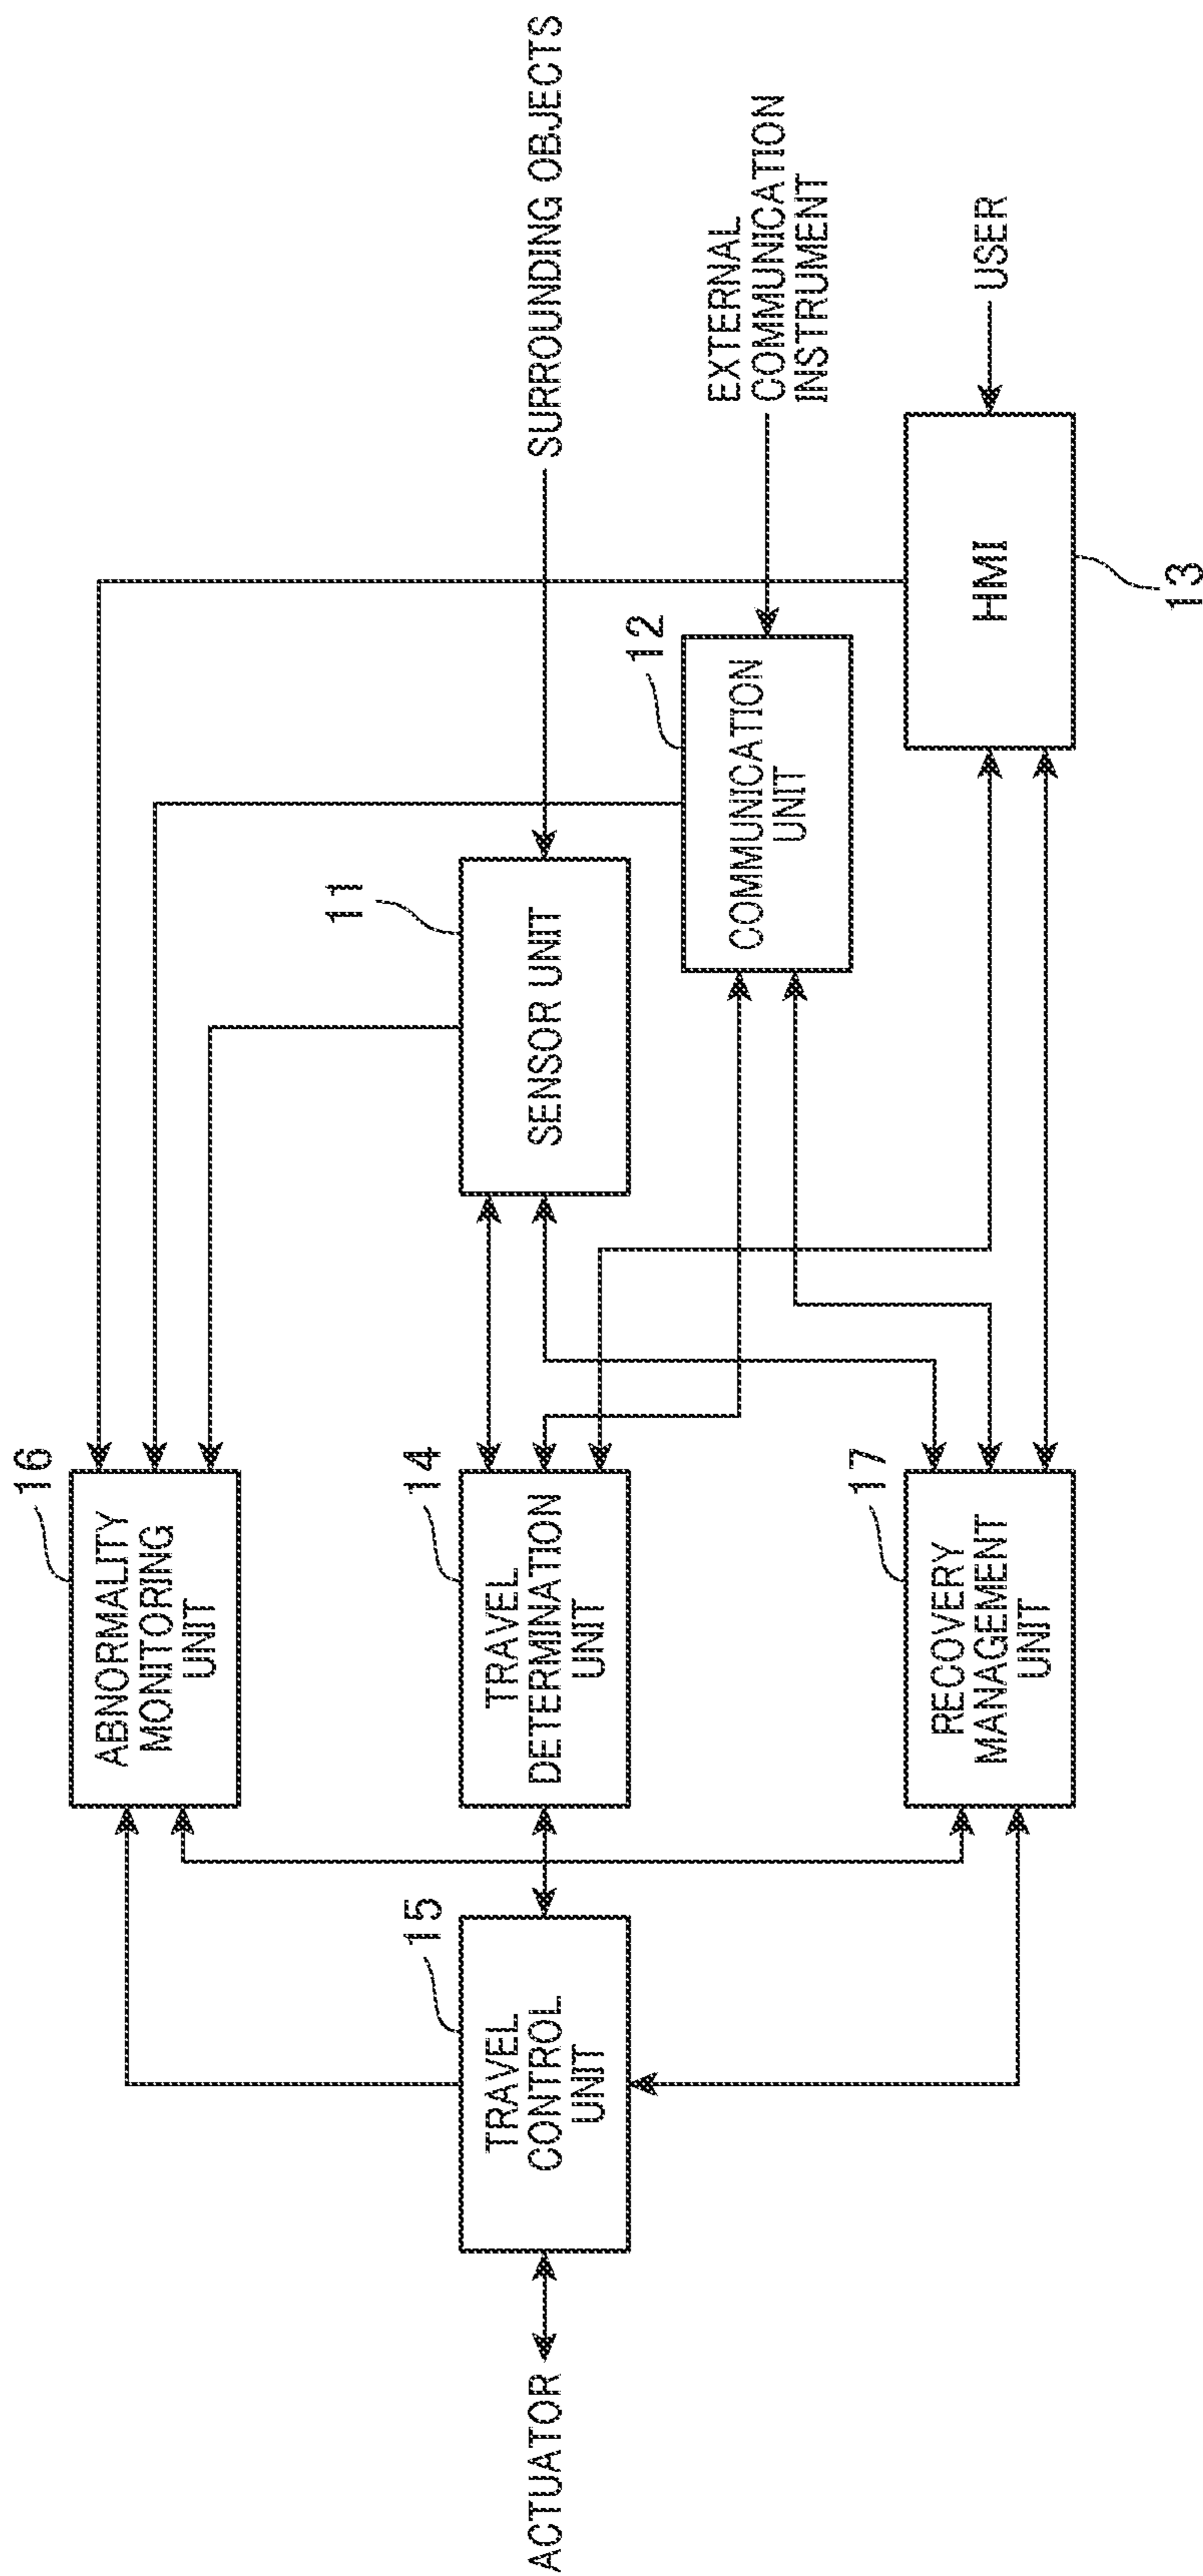 16
ABNORMALITY
MONITORING
UNIT
SURROUNDING OBJECTS
11
SENSOR UNIT
15
TRAVEL
CONTROL
UNIT
14
TRAVEL
DETERMINATION
UNIT
ACTUATOR
12
COMMUNICATION
UNIT
EXTERNAL
COMMUNICATION
INSTRUMENT
17
RECOVERY
MANAGEMENT
UNIT
HMI
13
USER